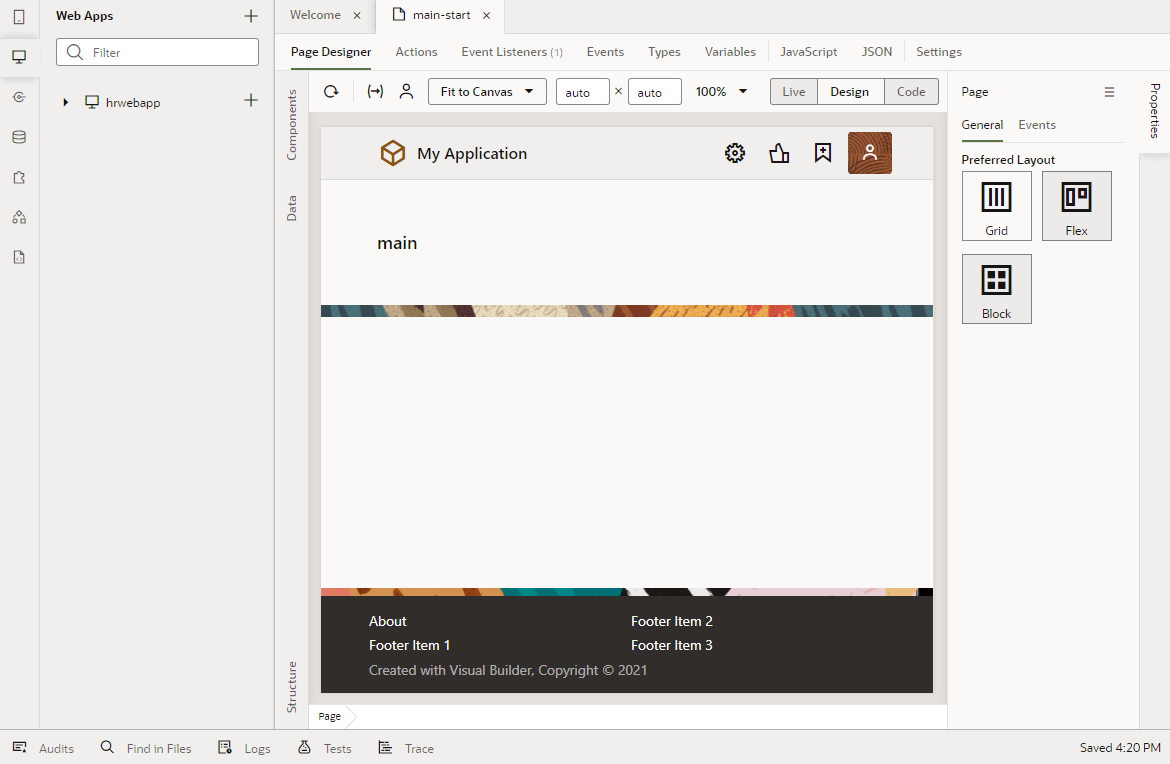 Web Apps
Filter
hrwebapp
Welcome
main-start
Page Designer Actions Event Listeners (1) Events Types Variables JavaScript JSON Settings
Components
Data
Structure
Fit to Canvas auto × auto 100% Live Design Code
My Application
main
About
Footer Item 2
Footer Item 1
Footer Item 3
Created with Visual Builder, Copyright © 2021
Page
Page
General Events
Preferred Layout
Grid
Flex
Block
Properties
Audits Find in Files Logs Tests Trace Saved 4:20 PM